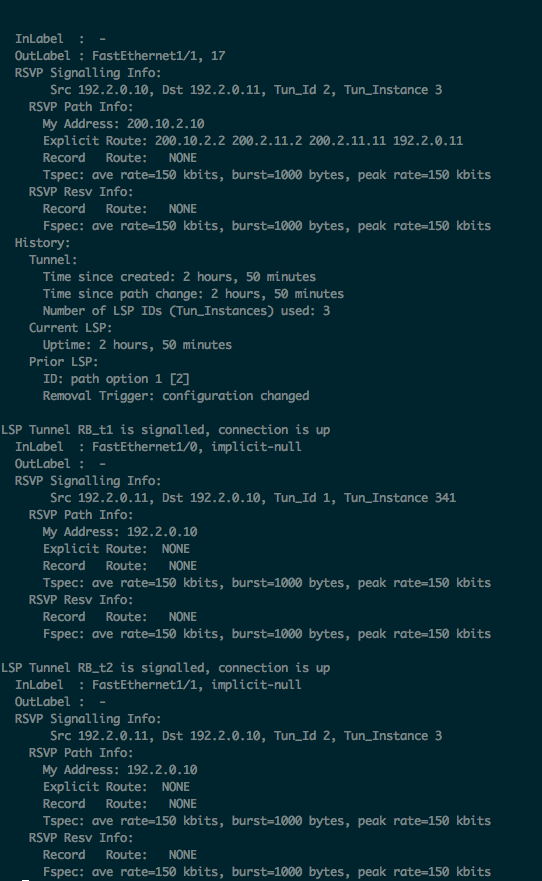 InLabel  :  -
OutLabel : FastEthernet1/1, 17
RSVP Signalling Info:
Src 192.2.0.10, Dst 192.2.0.11, Tun_Id 2, Tun_Instance 3
RSVP Path Info:
My Address: 200.10.2.10
Explicit Route: 200.10.2.2 200.2.11.2 200.2.11.11 192.2.0.11
Record   Route:   NONE
Tspec: ave rate=150 kbits, burst=1000 bytes, peak rate=150 kbits
RSVP Resv Info:
Record   Route:   NONE
Fspec: ave rate=150 kbits, burst=1000 bytes, peak rate=150 kbits
History:
Tunnel:
Time since created: 2 hours, 50 minutes
Time since path change: 2 hours, 50 minutes
Number of LSP IDs (Tun_Instances) used: 3
Current LSP:
Uptime: 2 hours, 50 minutes
Prior LSP:
ID: path option 1 [2]
Removal Trigger: configuration changed
LSP Tunnel RB_t1 is signalled, connection is up
InLabel  : FastEthernet1/0, implicit-null
OutLabel :  -
RSVP Signalling Info:
Src 192.2.0.11, Dst 192.2.0.10, Tun_Id 1, Tun_Instance 341
RSVP Path Info:
My Address: 192.2.0.10
Explicit Route:  NONE
Record   Route:   NONE
Tspec: ave rate=150 kbits, burst=1000 bytes, peak rate=150 kbits
RSVP Resv Info:
Record   Route:   NONE
Fspec: ave rate=150 kbits, burst=1000 bytes, peak rate=150 kbits
LSP Tunnel RB_t2 is signalled, connection is up
InLabel  : FastEthernet1/1, implicit-null
OutLabel :  -
RSVP Signalling Info:
Src 192.2.0.11, Dst 192.2.0.10, Tun_Id 2, Tun_Instance 3
RSVP Path Info:
My Address: 192.2.0.10
Explicit Route:  NONE
Record   Route:   NONE
Tspec: ave rate=150 kbits, burst=1000 bytes, peak rate=150 kbits
RSVP Resv Info:
Record   Route:   NONE
Fspec: ave rate=150 kbits, burst=1000 bytes, peak rate=150 kbits